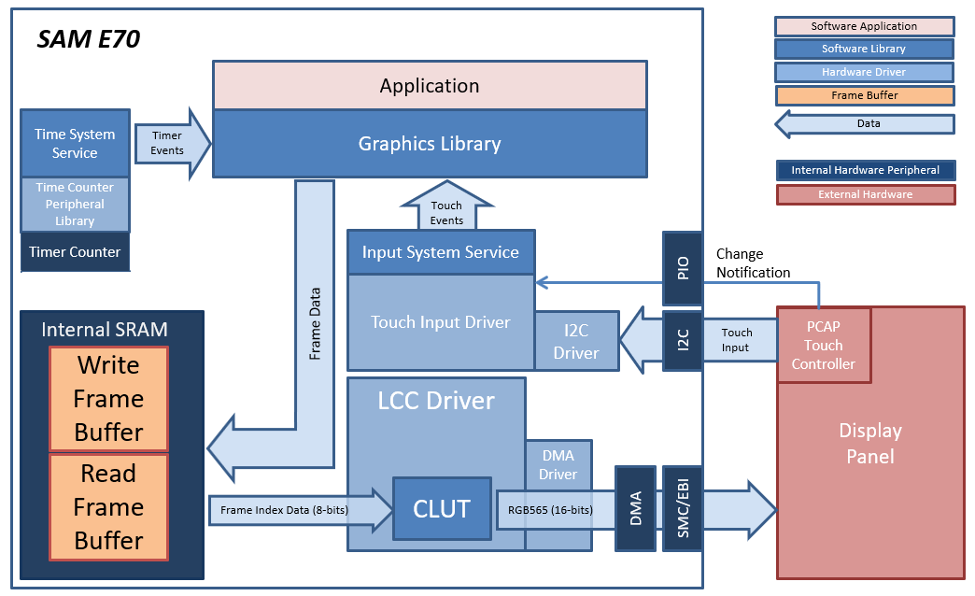 SAM E70
Software Application
Software Library
Hardware Driver
Frame Buffer
Data
Internal Hardware Peripheral
External Hardware
Application
Graphics Library
Time System
Service
Time Counter
Peripheral
Library
Timer Counter
Timer
Events
Touch
Events
Input System Service
Touch Input Driver
I2C
Driver
PIO
Change
Notification
I2C
Touch
Input
PCAP
Touch
Controller
Display
Panel
Frame Data
Internal SRAM
Write
Frame
Buffer
Read
Frame
Buffer
Frame Index Data (8-bits)
LCC Driver
CLUT
DMA
Driver
RGB565 (16-bits)
DMA
SMC/EBI